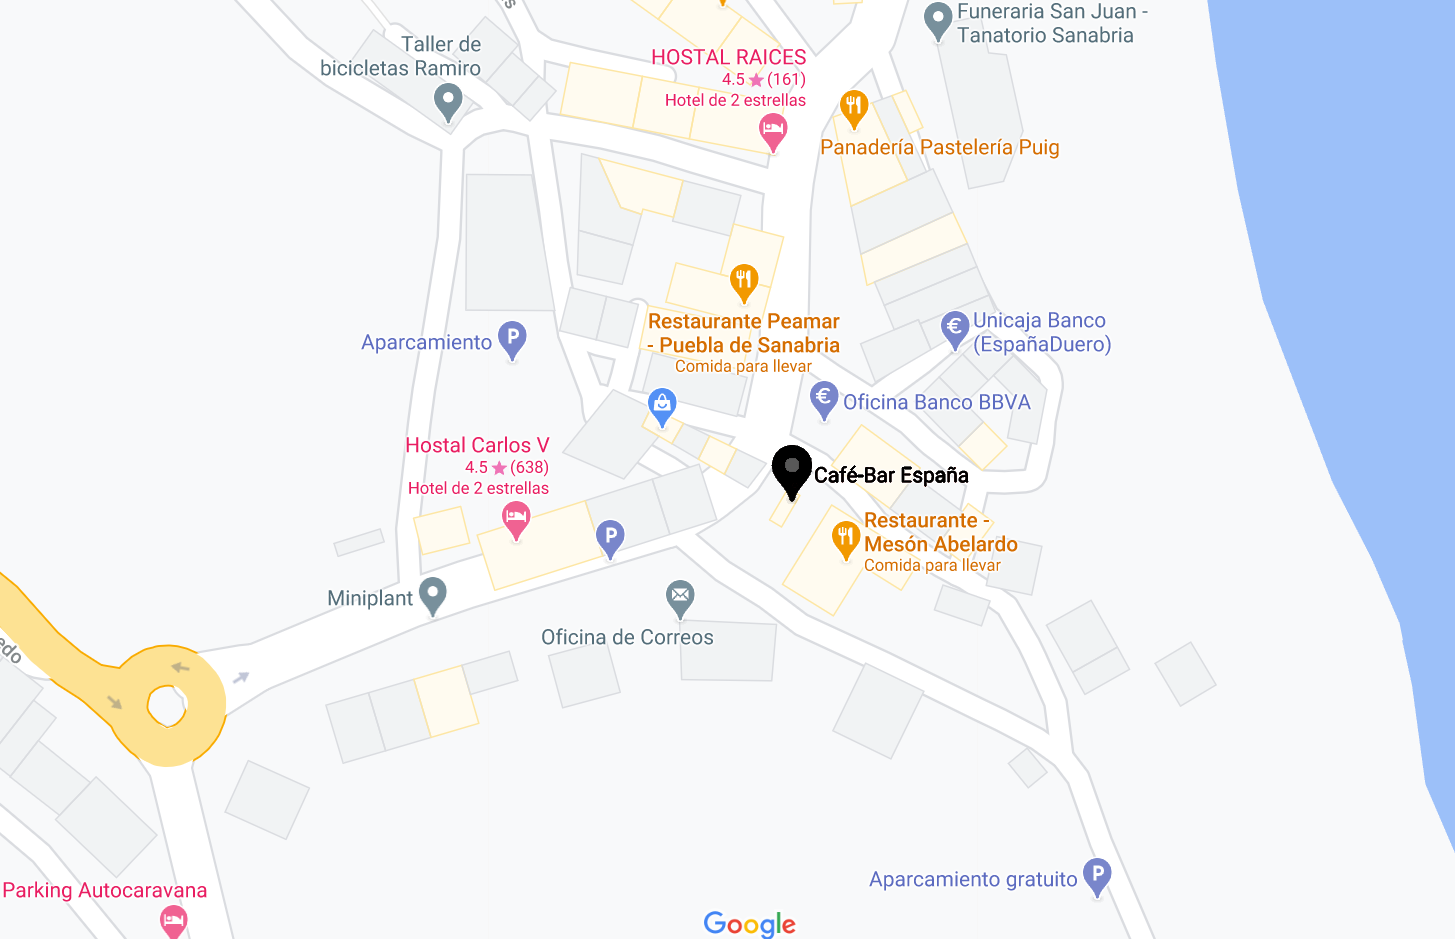 Funeraria San Juan -
Tanatorio Sanabria
Taller de
bicicletas Ramiro
HOSTAL RAICES
4.5 ★ (161)
Hotel de 2 estrellas
Panadería Pastelería Puig
Restaurante Peamar
- Puebla de Sanabria
Comida para llevar
Unicaja Banco
(EspañaDuero)
Aparcamiento
P
Oficina Banco BBVA
Hostal Carlos V
4.5 ★ (638)
Hotel de 2 estrellas
Café-Bar España
Restaurante -
Mesón Abelardo
Comida para llevar
P
Miniplant
Oficina de Correos
edo
Parking Autocaravana
Aparcamiento gratuito
P
Google